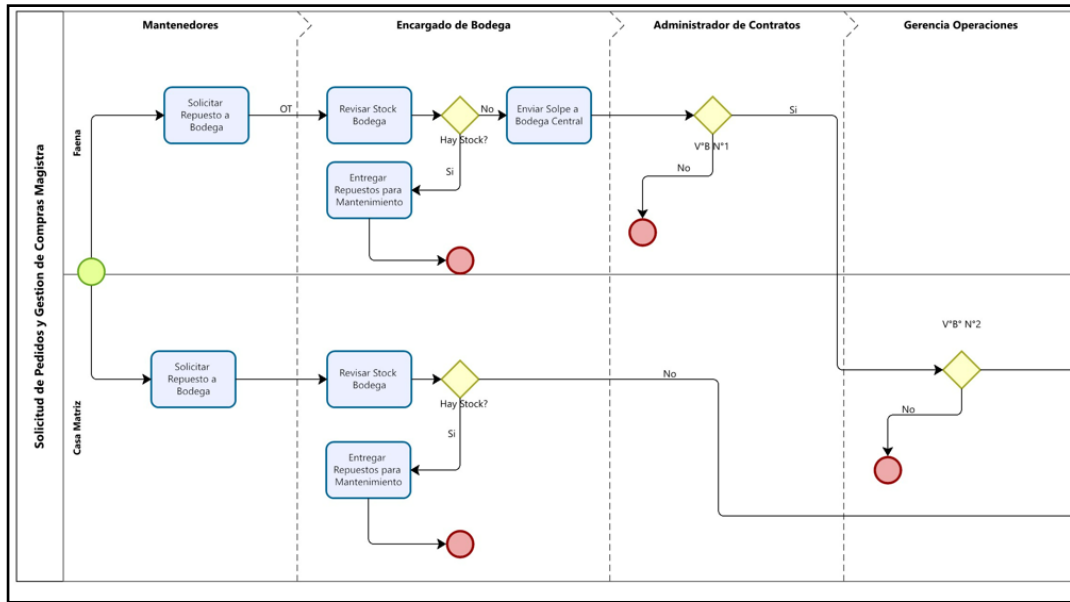 Solicitud de Pedidos y Gestion de Compras Magistra
Mantenedores
Encargado de Bodega
Administrador de Contratos
Gerencia Operaciones
Faena
Solicitar
Repuesto a
Bodega
OT
Revisar Stock
Bodega
Hay Stock?
No
Enviar Solpe a
Bodega Central
V°B N°1
Si
No
Si
Entregar
Repuestos para
Mantenimiento
Casa Matriz
Solicitar
Repuesto a
Bodega
Revisar Stock
Bodega
Hay Stock?
No
Si
Entregar
Repuestos para
Mantenimiento
V°B° N°2
No